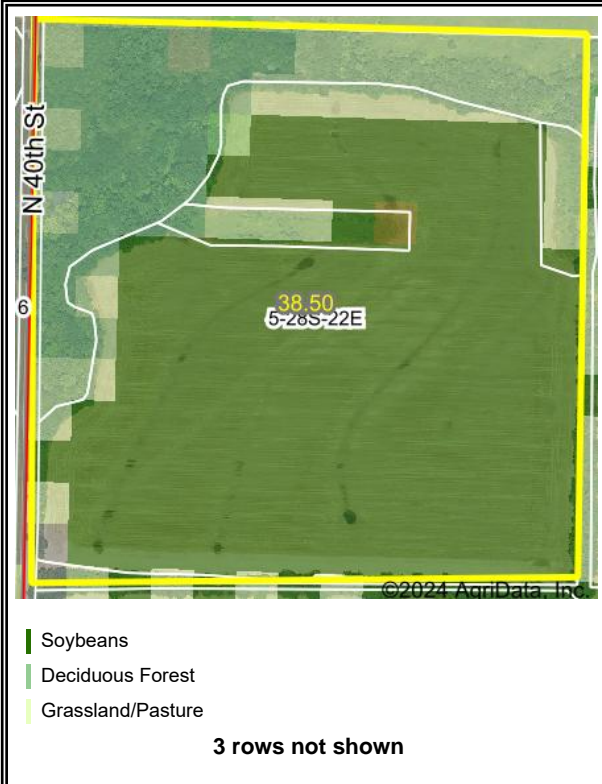 N 40th St
6
38.50
5-28S-22E
©2024 AgriData, Inc.
Soybeans
Deciduous Forest
Grassland/Pasture
3 rows not shown